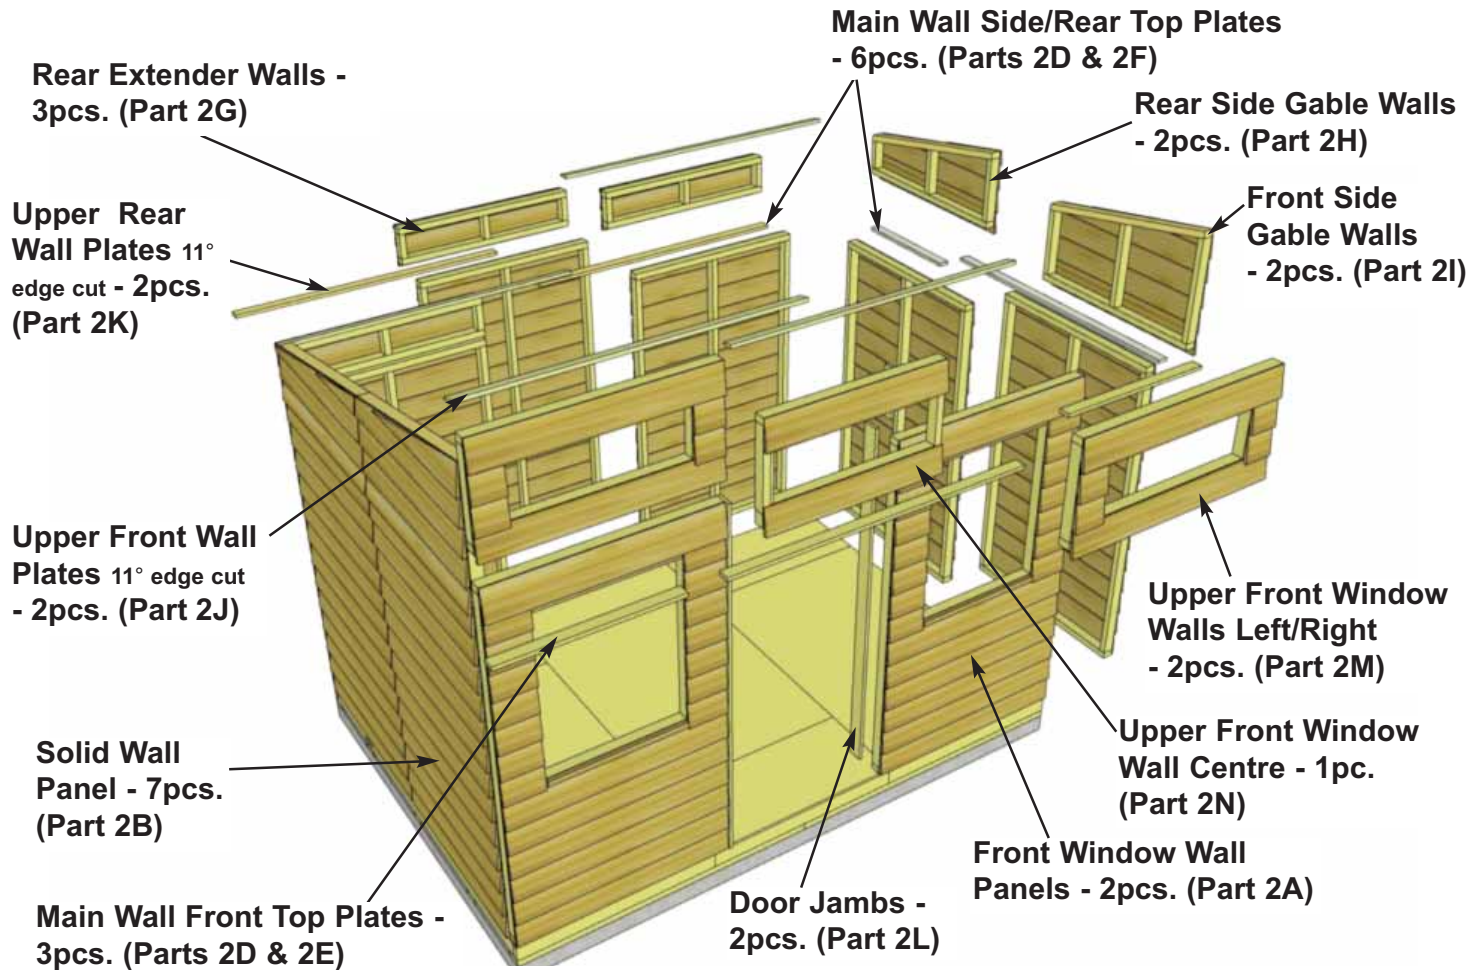 Main Wall Side/Rear Top Plates
- 6pcs. (Parts 2D & 2F)
Rear Extender Walls -
3pcs. (Part 2G)
Rear Side Gable Walls
- 2pcs. (Part 2H)
Upper Rear
Wall Plates 11°
edge cut - 2pcs.
(Part 2K)
Front Side
Gable Walls
- 2pcs. (Part 2I)
Upper Front Wall
Plates 11° edge cut
- 2pcs. (Part 2J)
Upper Front Window
Walls Left/Right
- 2pcs. (Part 2M)
Solid Wall
Panel - 7pcs.
(Part 2B)
Upper Front Window
Wall Centre - 1pc.
(Part 2N)
Front Window Wall
Panels - 2pcs. (Part 2A)
Main Wall Front Top Plates -
3pcs. (Parts 2D & 2E)
Door Jambs -
2pcs. (Part 2L)